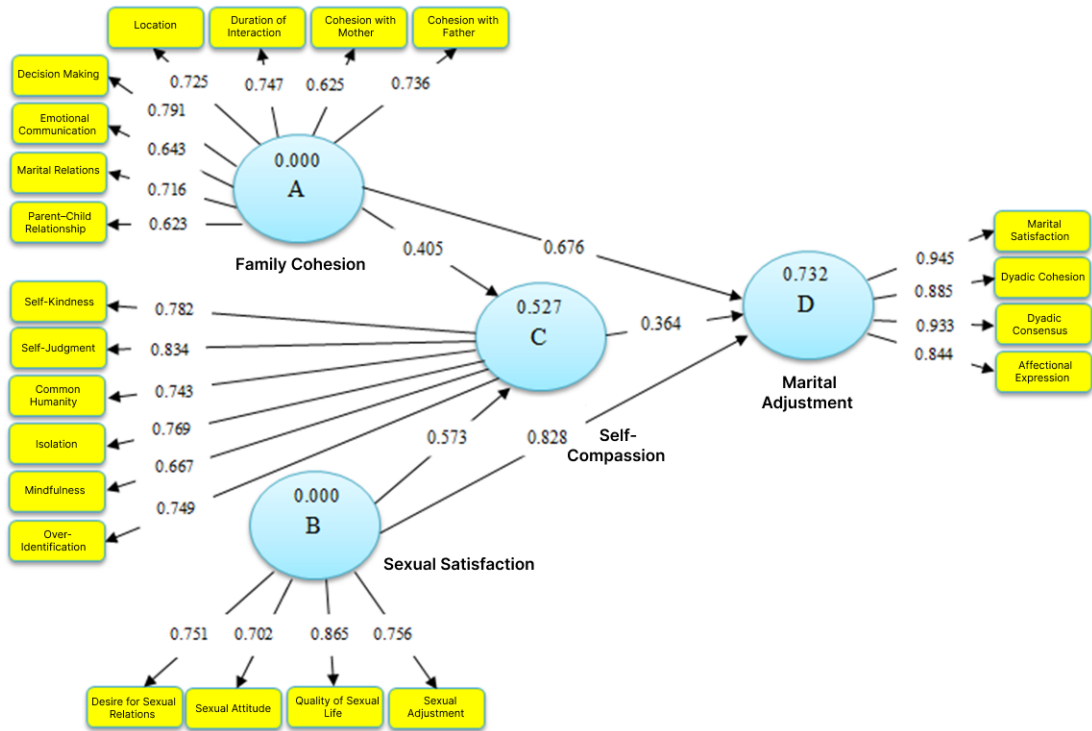 Location
Duration of
Interaction
Cohesion with
Mother
Cohesion with
Father
Decision Making
0.725
0.747
0.625
0.736
0.791
Emotional
Communication
0.643
Marital Relations
0.716
Parent–Child
Relationship
0.623
0.000
A
Family Cohesion
0.405
0.676
Self-Kindness
0.782
Self-Judgment
0.834
Common
Humanity
0.743
Isolation
0.769
Mindfulness
0.667
Over-
Identification
0.749
0.527
C
0.364
0.573
0.828
Self-
Compassion
0.732
D
Marital
Adjustment
0.945
Marital
Satisfaction
0.885
Dyadic Cohesion
0.933
Dyadic
Consensus
0.844
Affectional
Expression
0.000
B
Sexual Satisfaction
0.751
0.702
0.865
0.756
Desire for Sexual
Relations
Sexual Attitude
Quality of Sexual
Life
Sexual
Adjustment